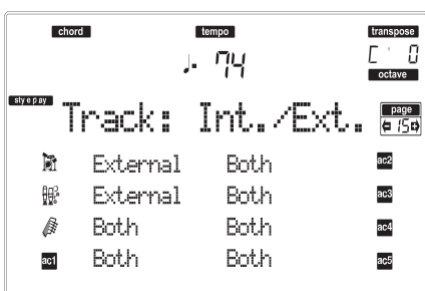 chord tempo transpose
♩. 74 C 0
octave
style play Track: Int./Ext. page
15
External Both ac2
External Both ac3
Both Both ac4
ac1 Both Both ac5